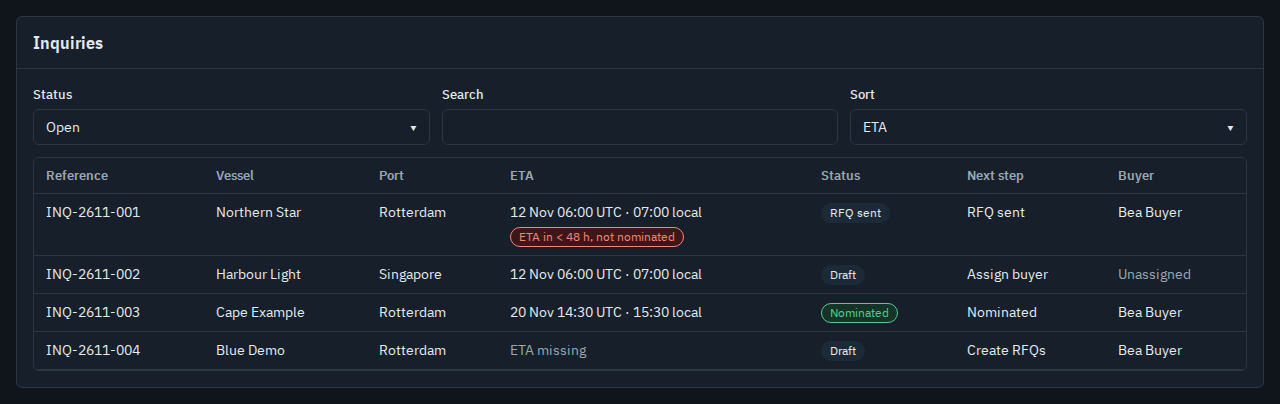 Inquiries
Status Search Sort
Open ETA
Reference Vessel Port ETA Status Next step Buyer
INQ-2611-001 Northern Star Rotterdam 12 Nov 06:00 UTC · 07:00 local RFQ sent RFQ sent Bea Buyer
ETA in < 48 h, not nominated
INQ-2611-002 Harbour Light Singapore 12 Nov 06:00 UTC · 07:00 local Draft Assign buyer Unassigned
INQ-2611-003 Cape Example Rotterdam 20 Nov 14:30 UTC · 15:30 local Nominated Nominated Bea Buyer
INQ-2611-004 Blue Demo Rotterdam ETA missing Draft Create RFQs Bea Buyer